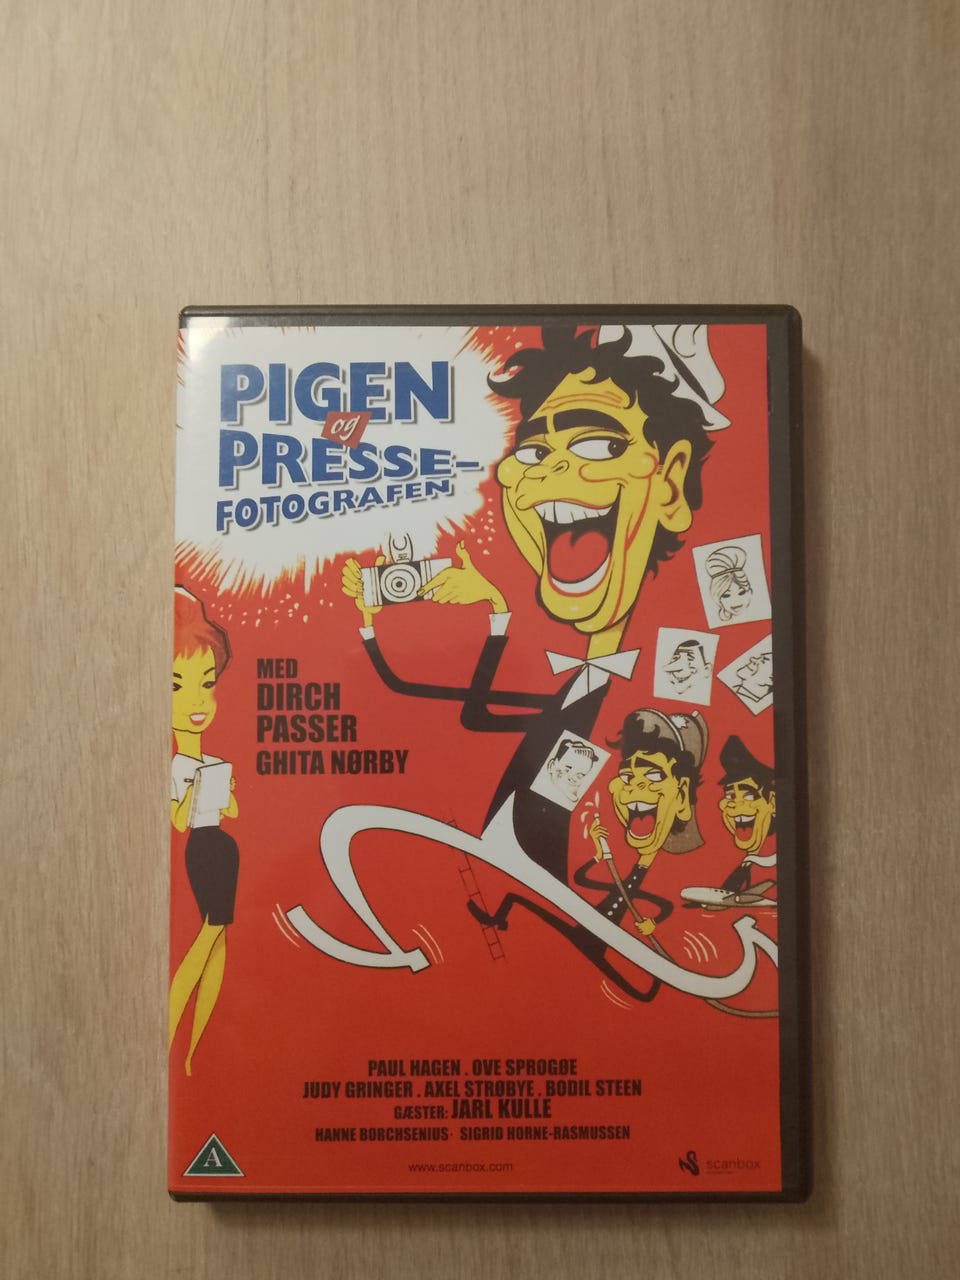 PIGEN
og
PRESSE-
FOTOGRAFEN
MED
DIRCH
PASSER
GHITA NØRBY
PAUL HAGEN . OVE SPROGØE
JUDY GRINGER . AXEL STRØBYE . BODIL STEEN
GÆSTER: JARL KULLE
HANNE BORCHSENIUS · SIGRID HORNE-RASMUSSEN
A
www.scanbox.com
scanbox